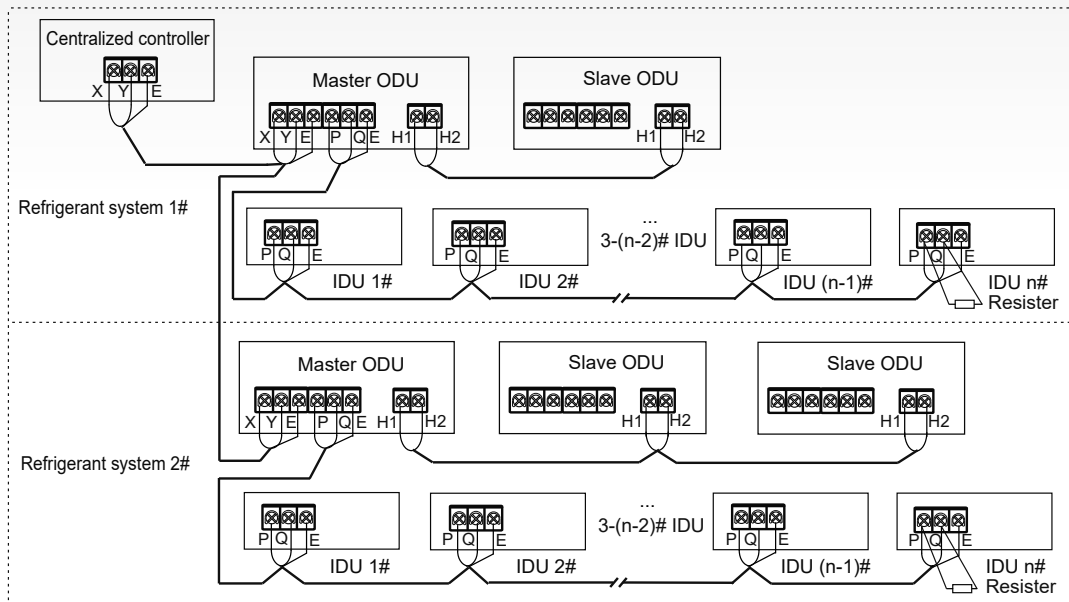 Centralized controller
X Y E
Master ODU
X Y E P Q E H1 H2
Slave ODU
H1 H2
Refrigerant system 1#
P Q E
IDU 1#
P Q E
IDU 2#
...
3-(n-2)# IDU
P Q E
IDU (n-1)#
P Q E
IDU n#
Resister
Master ODU
X Y E P Q E H1 H2
Slave ODU
H1 H2
Slave ODU
H1 H2
Refrigerant system 2#
P Q E
IDU 1#
P Q E
IDU 2#
...
3-(n-2)# IDU
P Q E
IDU (n-1)#
P Q E
IDU n#
Resister